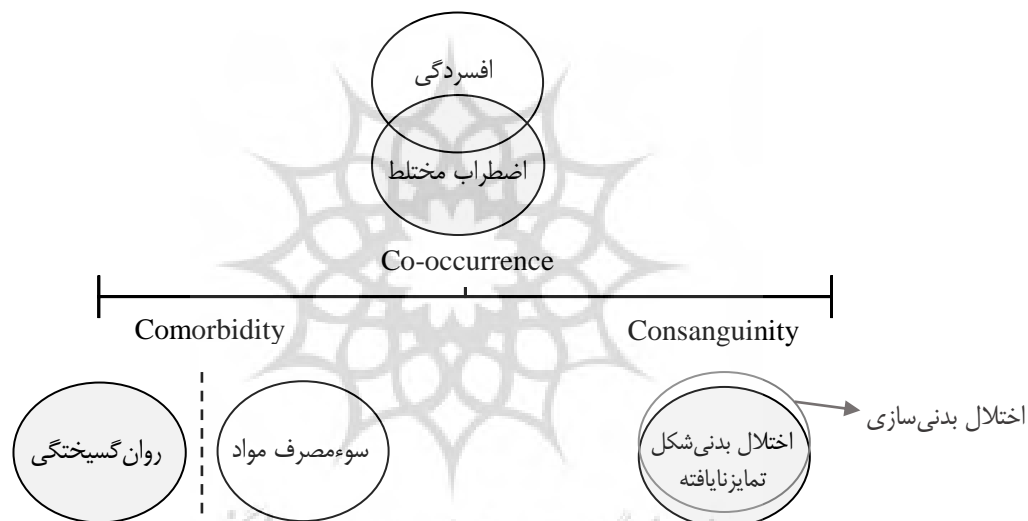 افسردگی
اضطراب مختلط
Co-occurrence
Comorbidity
Consanguinity
روان‌گسیختگی
سوءمصرف مواد
اختلال بدنی‌شکل
تمایزنایافته
اختلال بدنی‌سازی